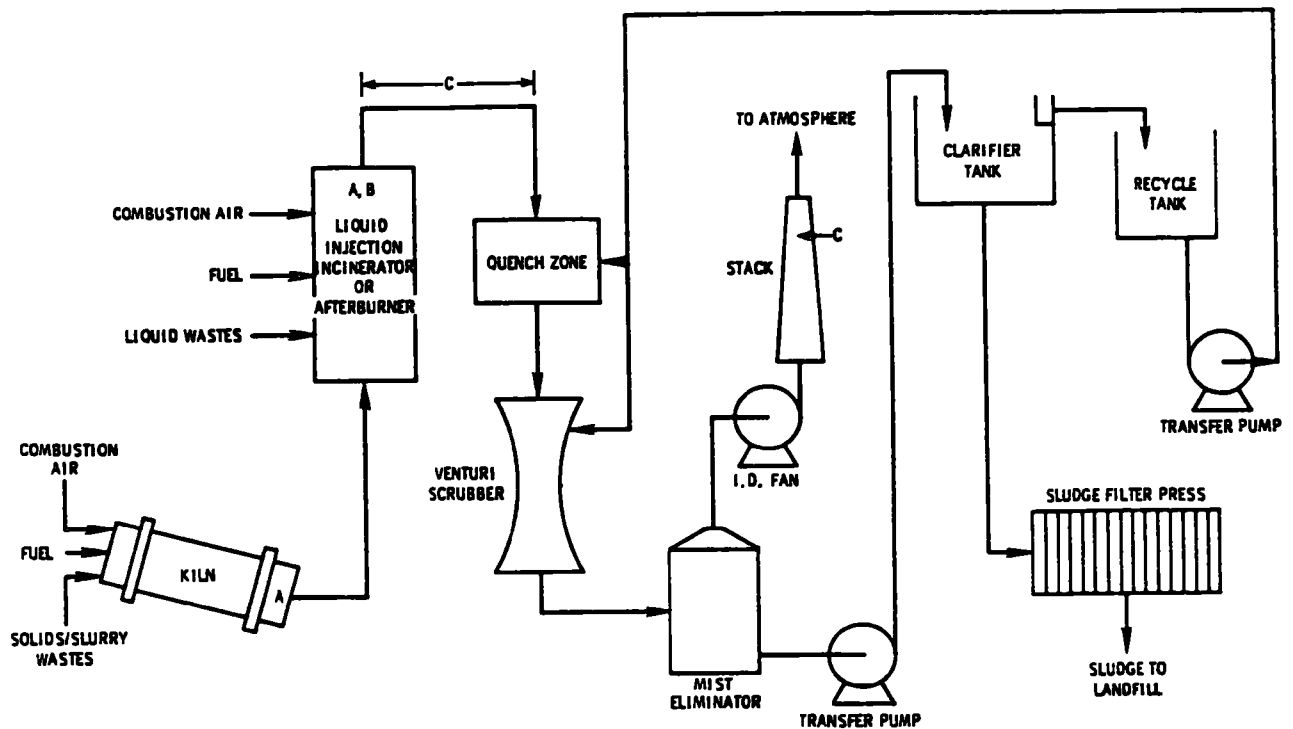 C
TO ATMOSPHERE
CLARIFIER
TANK
RECYCLE
TANK
A, B
LIQUID
INJECTION
INCINERATOR
OR
AFTERBURNER
COMBUSTION AIR
FUEL
LIQUID WASTES
QUENCH ZONE
C
STACK
TRANSFER PUMP
COMBUSTION
AIR
FUEL
SOLIDS/SLURRY
WASTES
KILN
A
VENTURI
SCRUBBER
I.D. FAN
SLUDGE FILTER PRESS
SLUDGE TO
LANDFILL
MIST
ELIMINATOR
TRANSFER PUMP